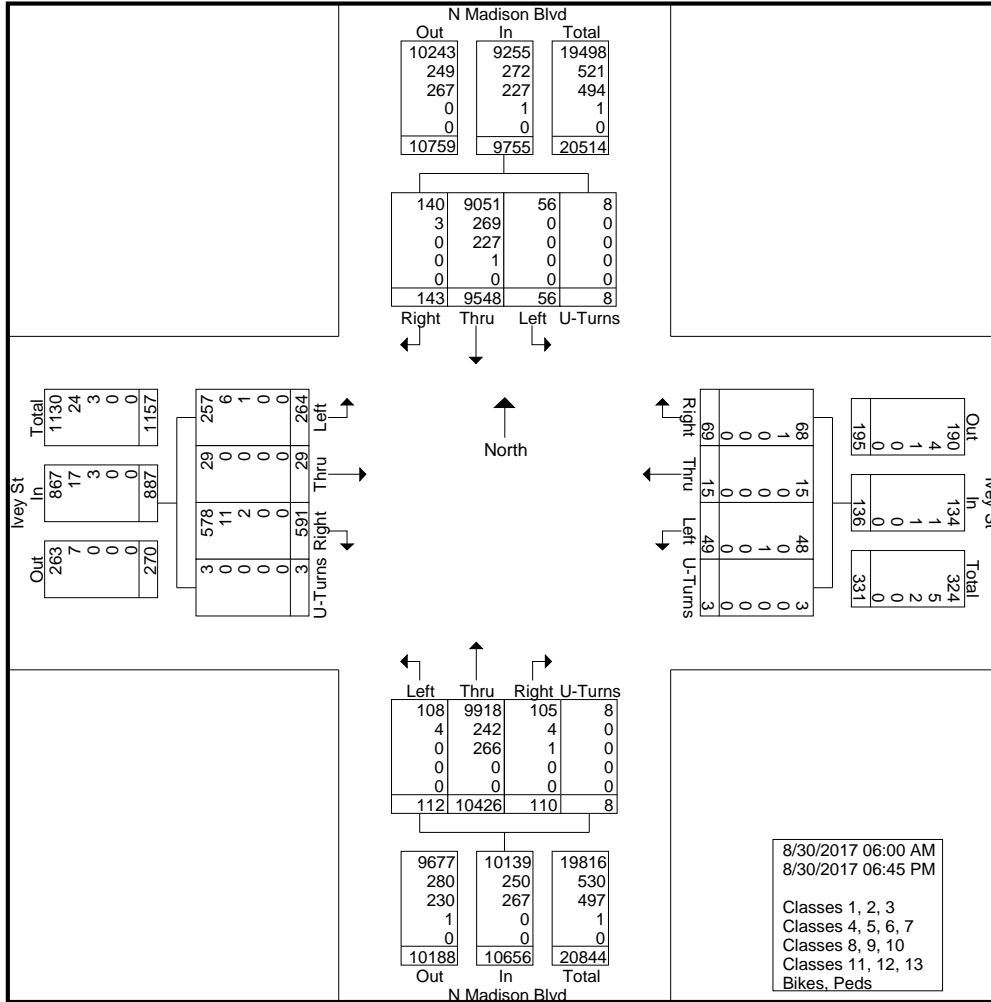 N Madison Blvd
Out In Total
10243 9255 19498
249 272 521
267 227 494
0 1 1
0 0 0
10759 9755 20514
140 9051 56 8
3 269 0 0
0 227 0 0
0 1 0 0
0 0 0 0
143 9548 56 8
Right Thru Left U-Turns
Ivey St
Total In Out
1130 867 263
24 17 7
3 3 0
0 0 0
0 0 0
1157 887 270
257 29 578 3
6 0 11 0
1 0 2 0
0 0 0 0
0 0 0 0
264 29 591 3
Left Thru Right U-Turns
North
Right Thru Left U-Turns
68 15 48 3
1 0 0 0
0 0 1 0
0 0 0 0
0 0 0 0
69 15 49 3
Out In Total
190 134 324
4 1 5
1 1 2
0 0 0
0 0 0
195 136 331
Ivey St
Left Thru Right U-Turns
108 9918 105 8
4 242 4 0
0 266 1 0
0 0 0 0
0 0 0 0
112 10426 110 8
9677 10139 19816
280 250 530
230 267 497
1 0 1
0 0 0
10188 10656 20844
Out In Total
N Madison Blvd
8/30/2017 06:00 AM
8/30/2017 06:45 PM
Classes 1, 2, 3
Classes 4, 5, 6, 7
Classes 8, 9, 10
Classes 11, 12, 13
Bikes, Peds